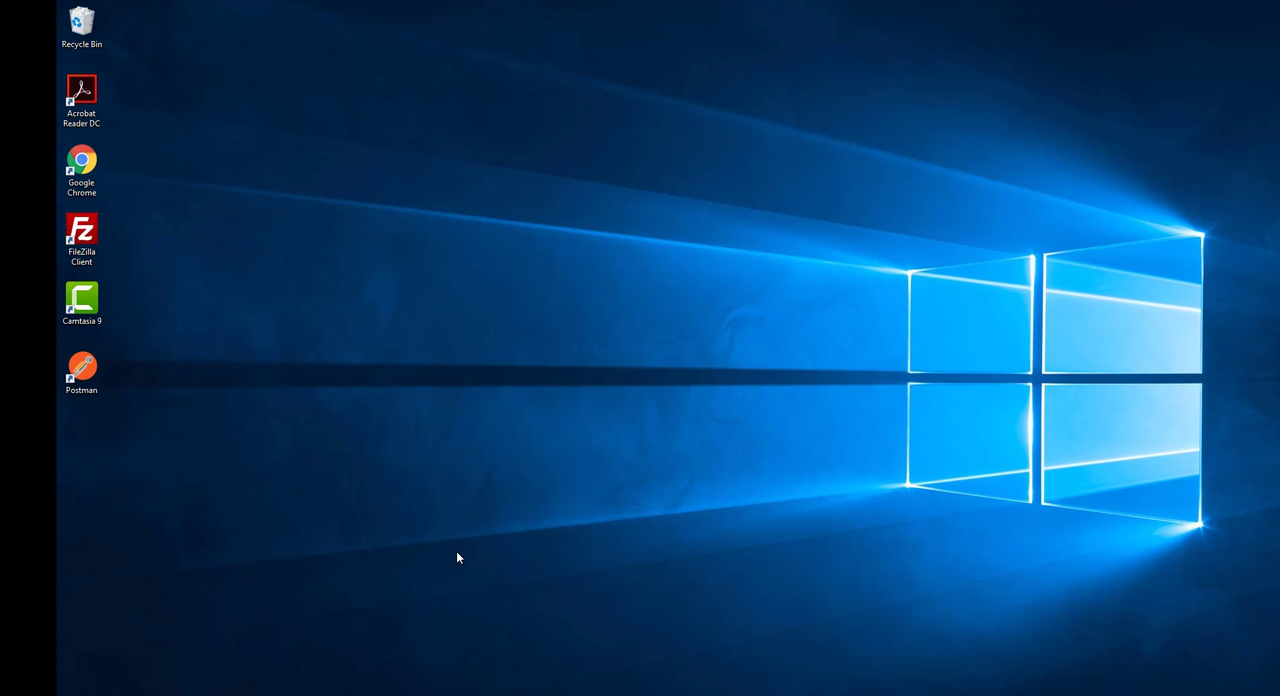 Recycle Bin
Acrobat
Reader DC
Google
Chrome
FileZilla
Client
Camtasia 9
Postman